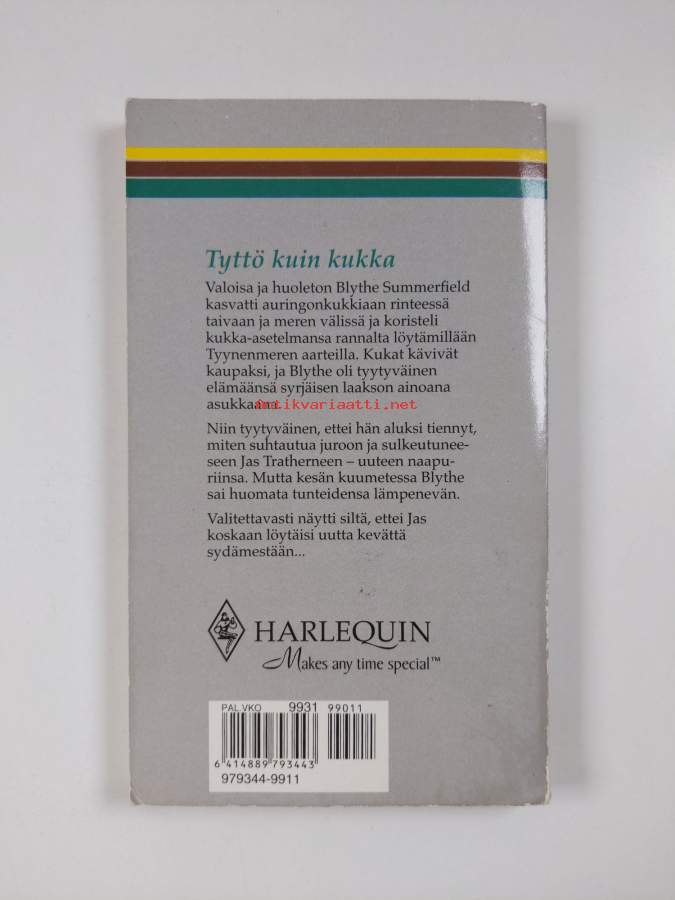 Tyttö kuin kukka
Valoisa ja huoleton Blythe Summerfield
kasvatti auringonkukkiaan rinteessä
taivaan ja meren välissä ja koristeli
kukka-asetelmansa rannalta löytämillään
Tyynenmeren aarteilla. Kukat kävivät
kaupaksi, ja Blythe oli tyytyväinen
elämäänsä syrjäisen laakson ainoana
asukkaana.
antikvariaatti.net
Niin tyytyväinen, ettei hän aluksi tiennyt,
miten suhtautua juroon ja sulkeutunee-
seen Jas Tratherneen – uuteen naapu-
riinsa. Mutta kesän kuumetessa Blythe
sai huomata tunteidensa lämpenevän.
Valitettavasti näytti siltä, ettei Jas
koskaan löytäisi uutta kevättä
sydämestään...
HARLEQUIN
Makes any time special™
PAL.VKO 9931 99011
6 414889 793443
979344-9911